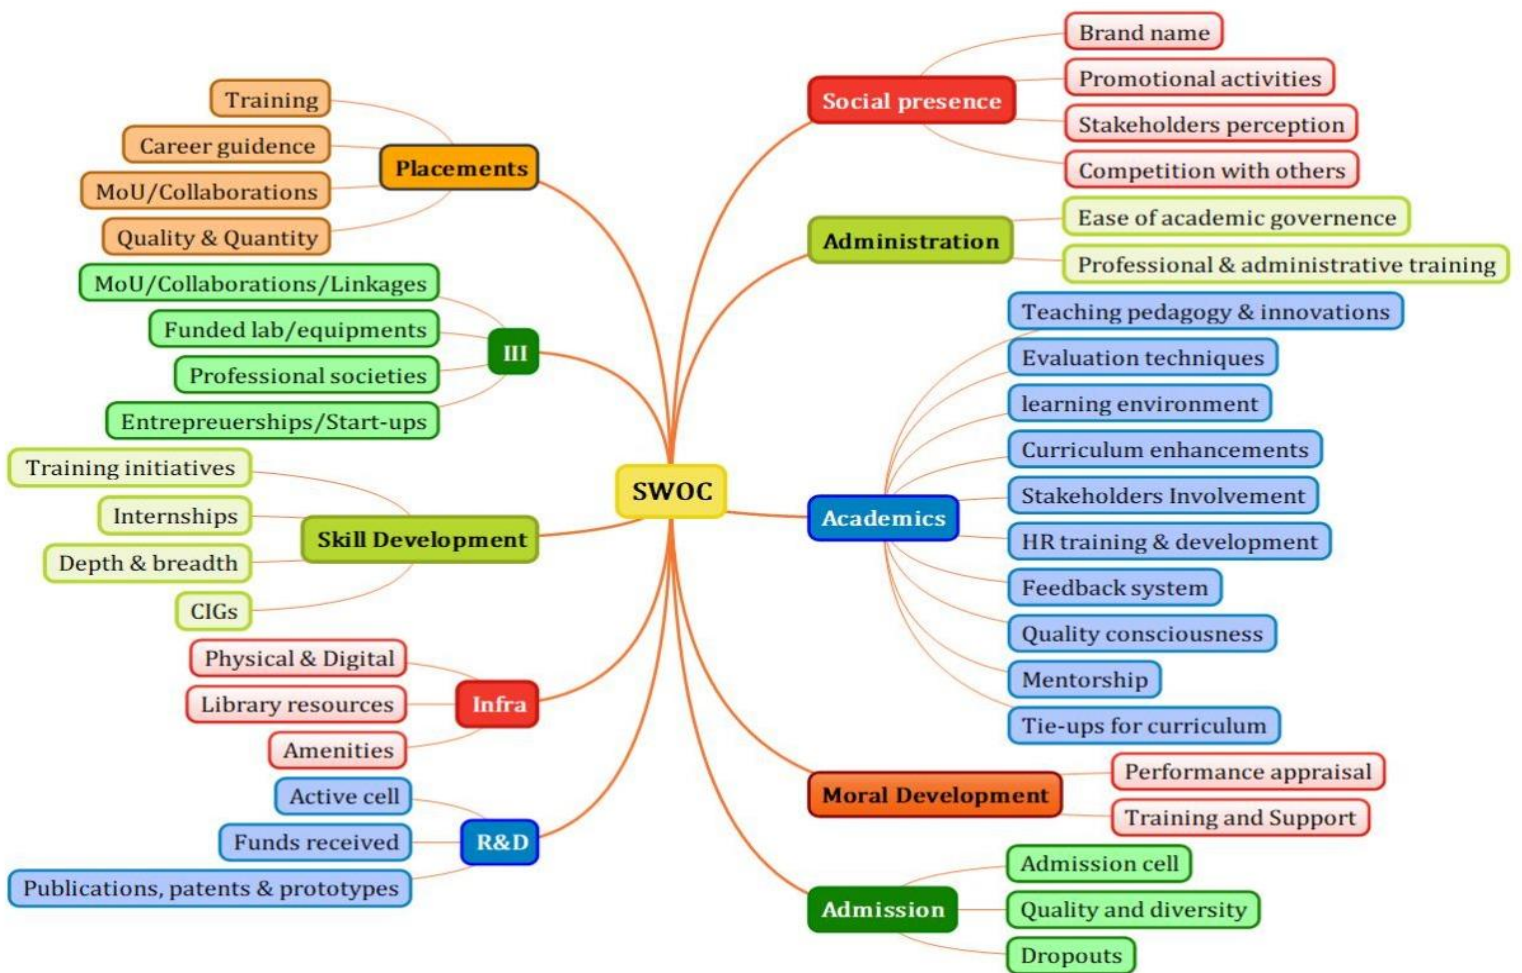 SWOC
Placements
Training
Career guidence
MoU/Collaborations
Quality & Quantity
III
MoU/Collaborations/Linkages
Funded lab/equipments
Professional societies
Entrepreuerships/Start-ups
Skill Development
Training initiatives
Internships
Depth & breadth
CIGs
Infra
Physical & Digital
Library resources
Amenities
R&D
Active cell
Funds received
Publications, patents & prototypes
Social presence
Brand name
Promotional activities
Stakeholders perception
Competition with others
Administration
Ease of academic governence
Professional & administrative training
Academics
Teaching pedagogy & innovations
Evaluation techniques
learning environment
Curriculum enhancements
Stakeholders Involvement
HR training & development
Feedback system
Quality consciousness
Mentorship
Tie-ups for curriculum
Moral Development
Performance appraisal
Training and Support
Admission
Admission cell
Quality and diversity
Dropouts